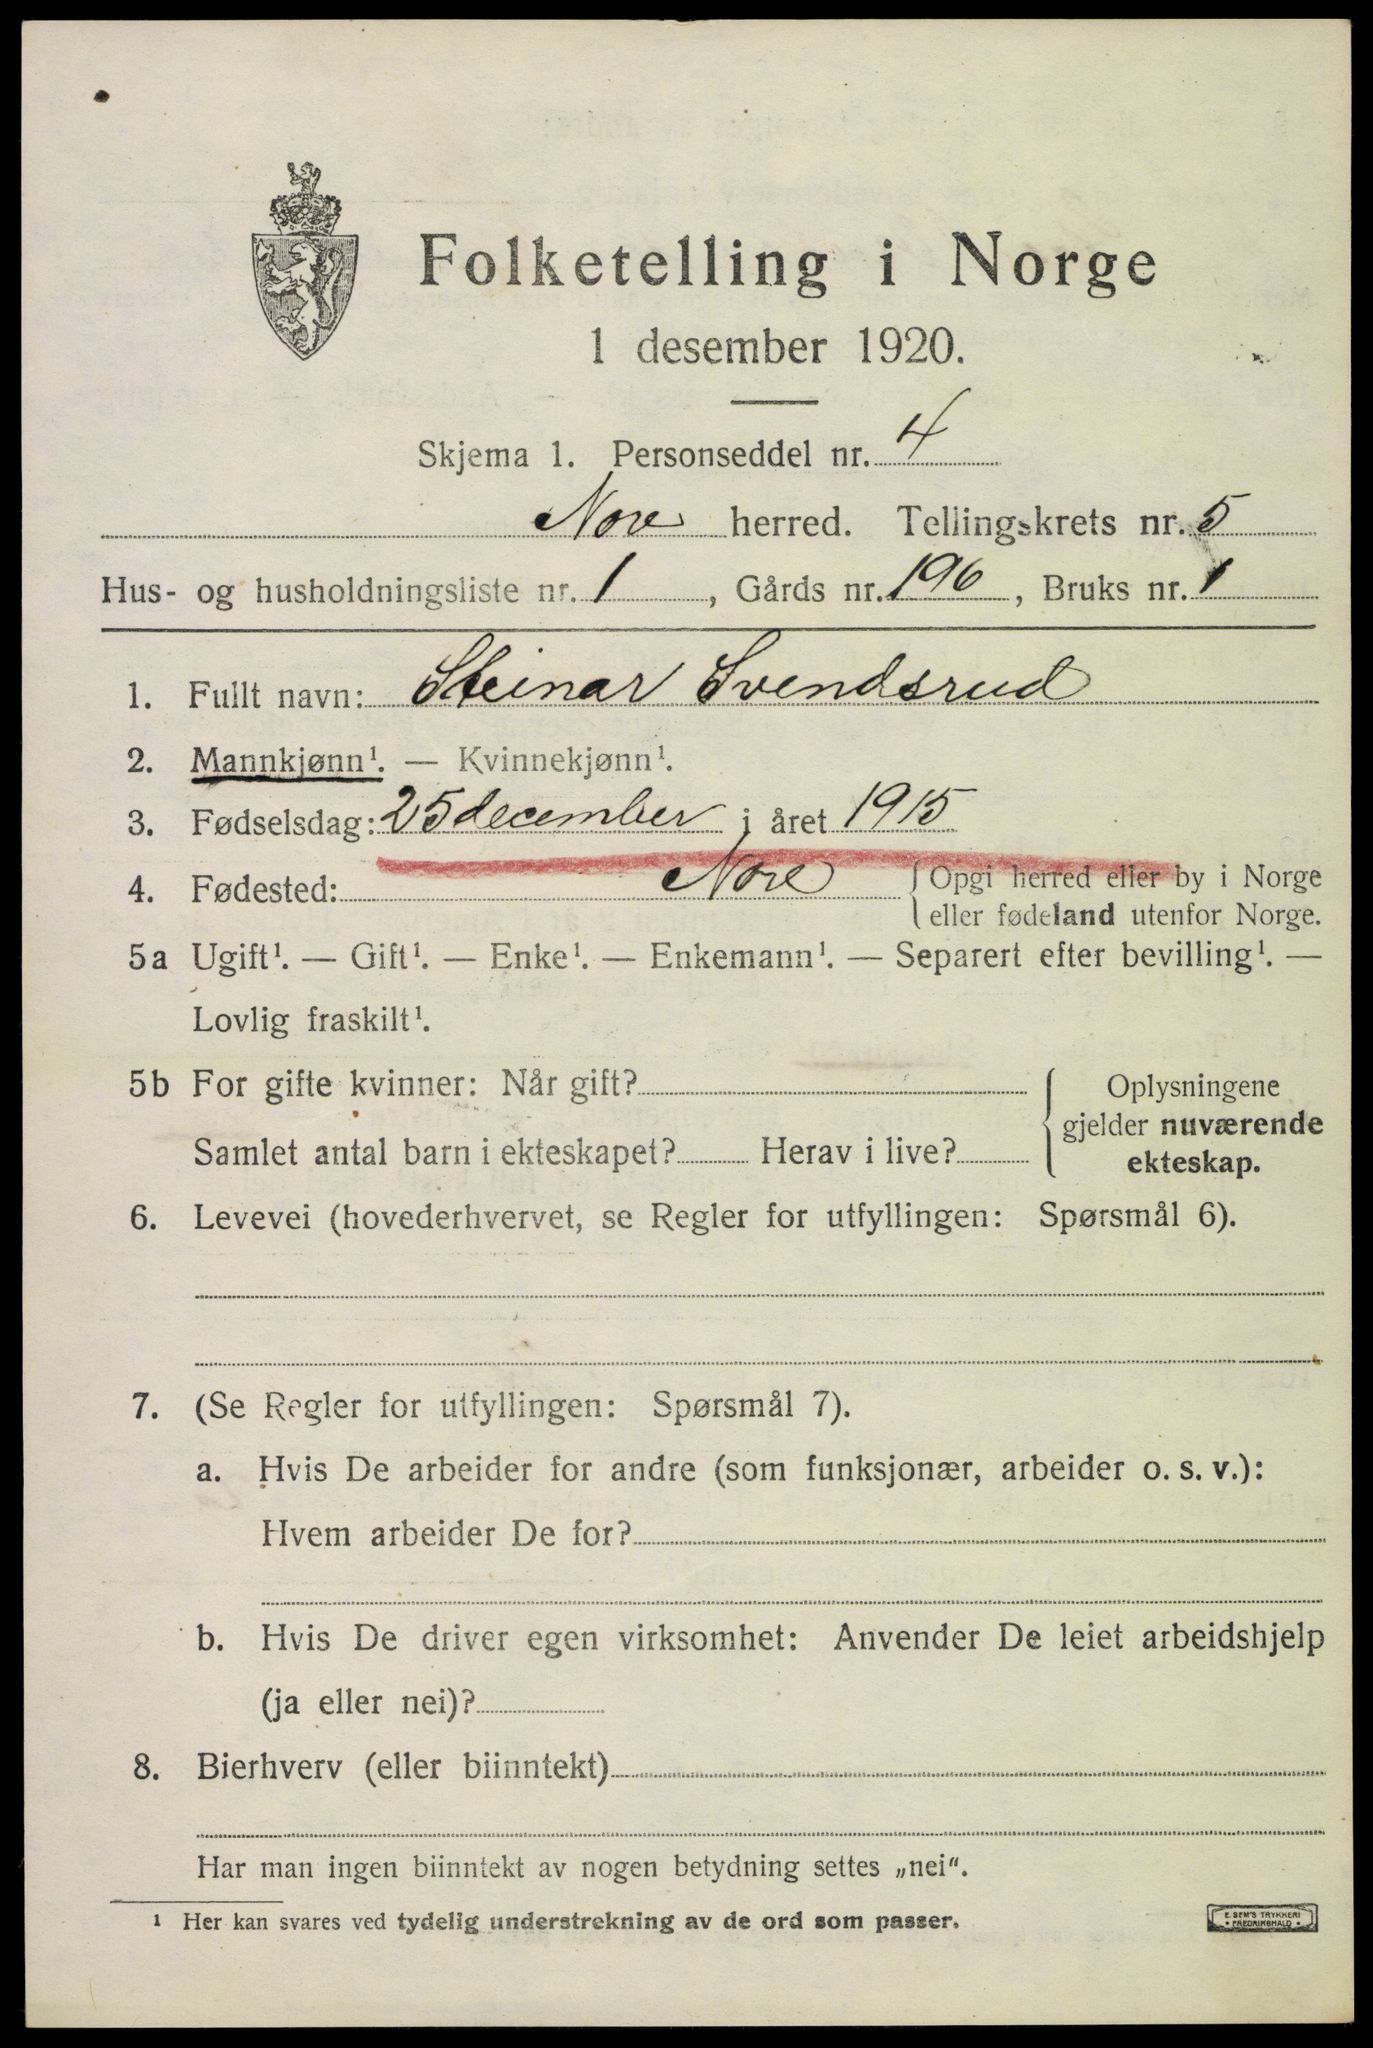 Folketelling i Norge
1 desember 1920.
Skjema 1. Personseddel nr. 4
Nore herred. Tellingskrets nr. 5
Hus- og husholdningsliste nr. 1, Gårds nr. 196, Bruks nr. 1
1. Fullt navn: Steinar Svendsrud
2. Mannkjønn¹. — Kvinnekjønn¹.
3. Fødselsdag: 25 december i året 1915
4. Fødested: Nore { Opgi herred eller by i Norge
eller fødeland utenfor Norge.
5a Ugift¹. — Gift¹. — Enke¹. — Enkemann¹. — Separert efter bevilling¹. —
Lovlig fraskilt¹.
5b For gifte kvinner: Når gift? { Oplysningene
gjelder nuværende
Samlet antal barn i ekteskapet? Herav i live? ekteskap.
6. Levevei (hovederhvervet, se Regler for utfyllingen: Spørsmål 6).
7. (Se Regler for utfyllingen: Spørsmål 7).
a. Hvis De arbeider for andre (som funksjonær, arbeider o. s. v.):
Hvem arbeider De for?
b. Hvis De driver egen virksomhet: Anvender De leiet arbeidshjelp
(ja eller nei)?
8. Bierhverv (eller biinntekt)
Har man ingen biinntekt av nogen betydning settes „nei".
¹ Her kan svares ved tydelig understrekning av de ord som passer.
E. SEM'S TRYKKERI
• FREDRIKSHALD •